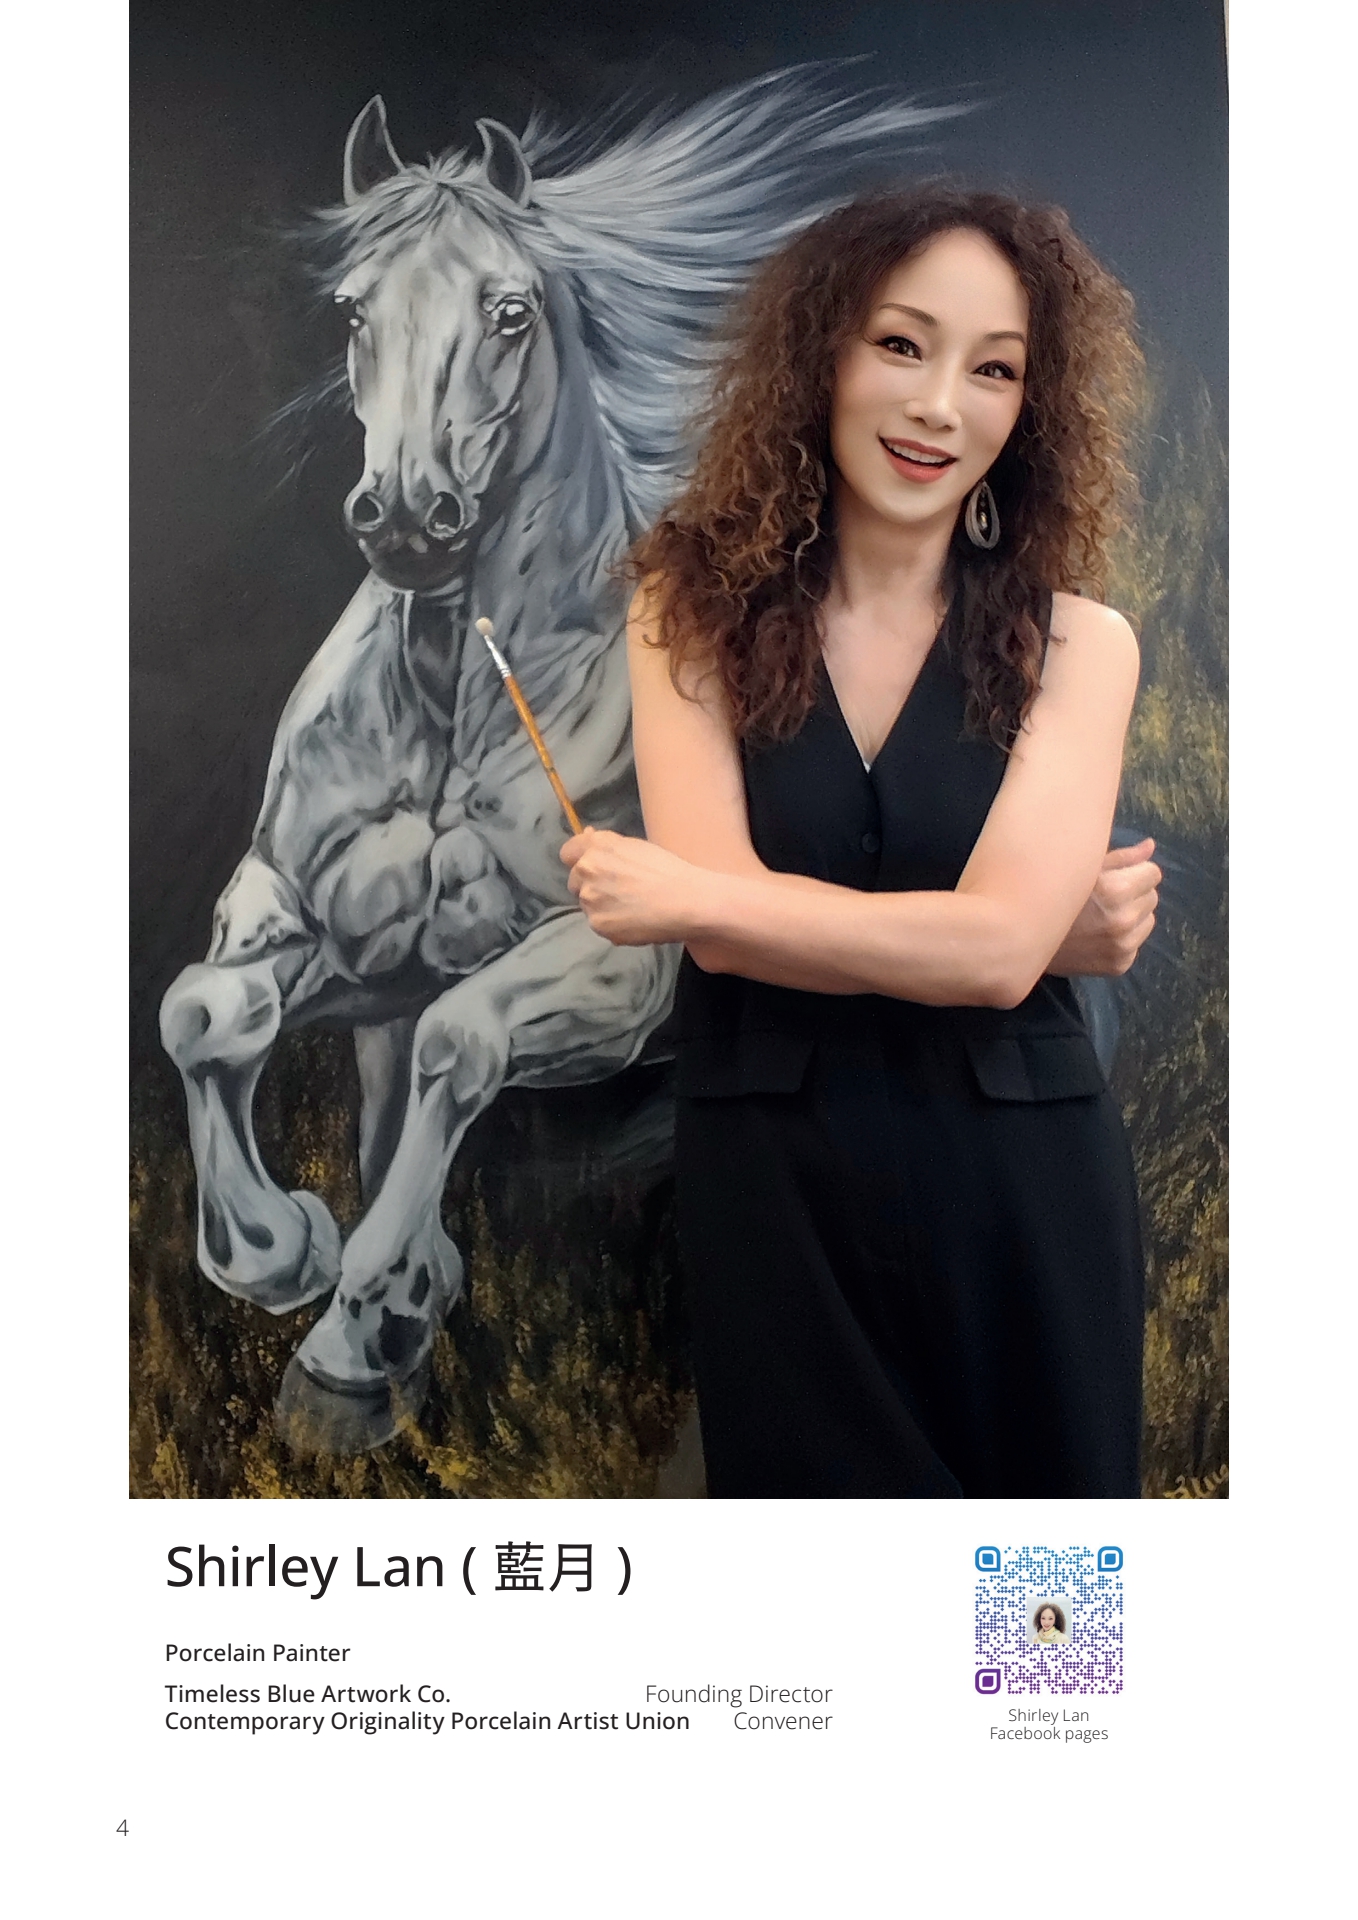 Shirley Lan ( 藍月 )
Porcelain Painter
Timeless Blue Artwork Co. Founding Director
Contemporary Originality Porcelain Artist Union Convener
Shirley Lan
Facebook pages
4